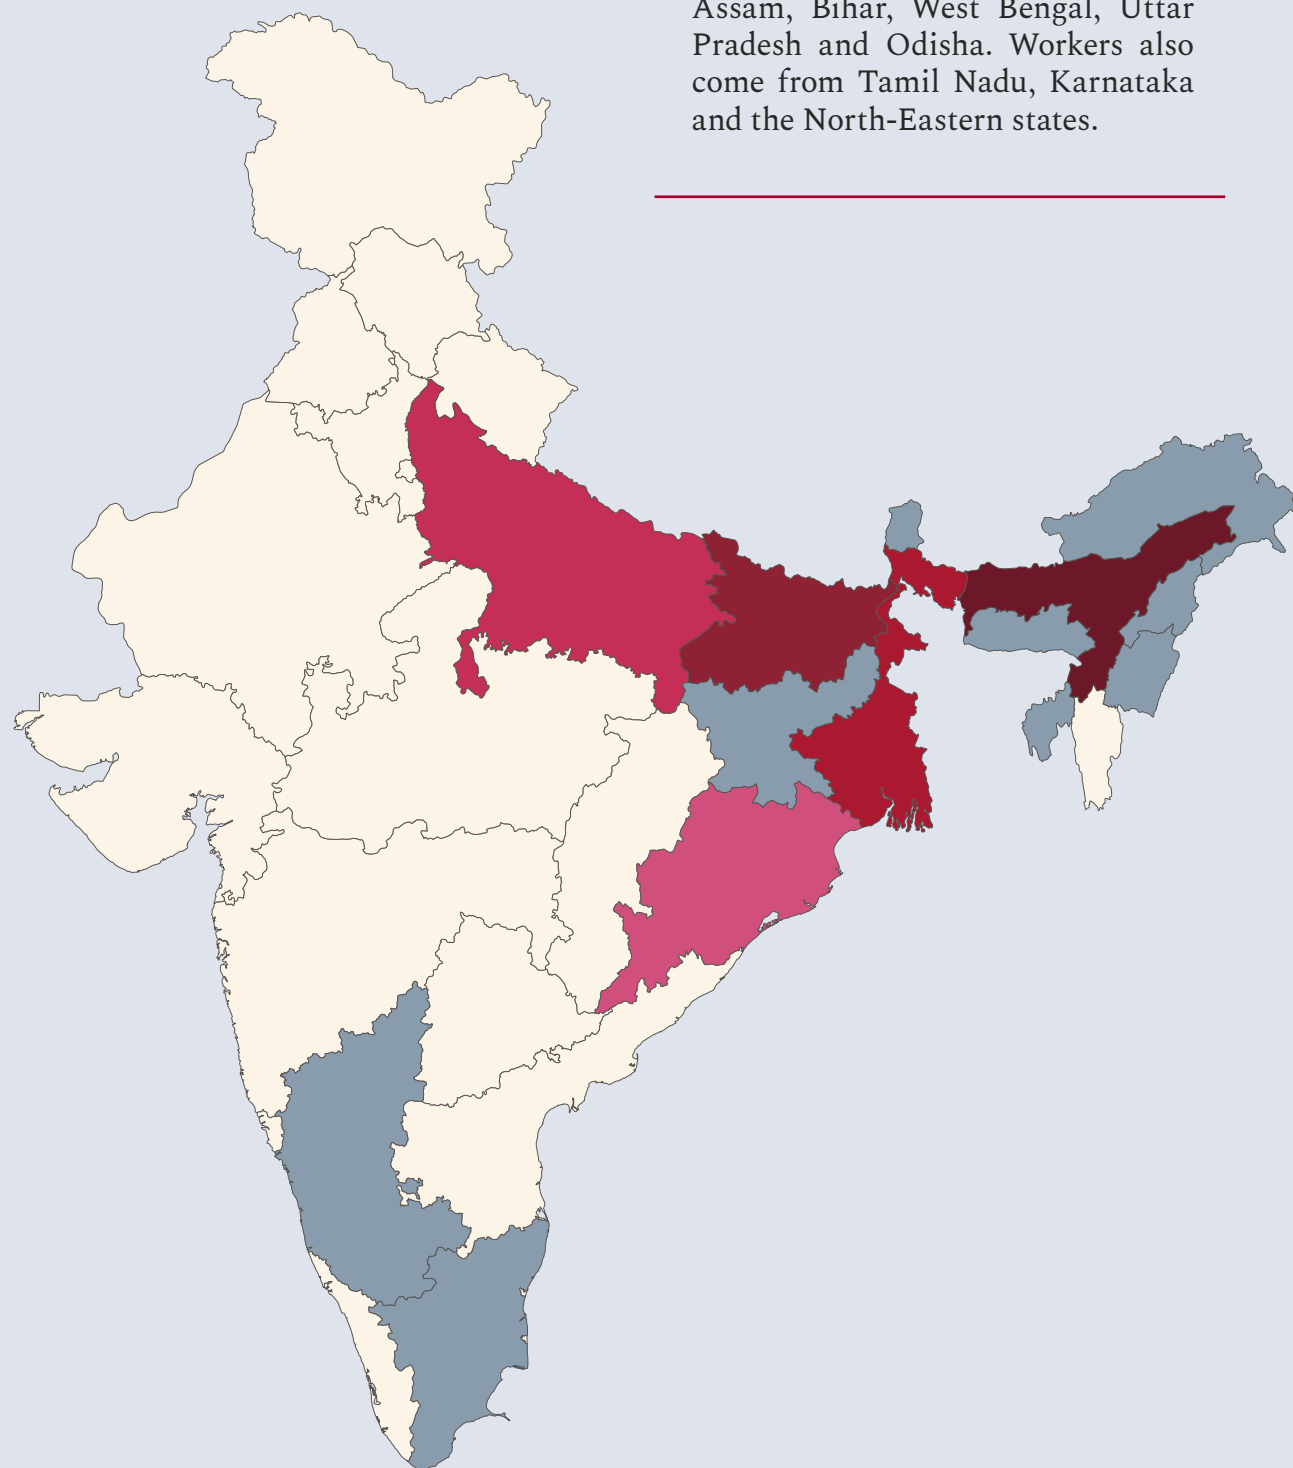 Assam, Bihar, West Bengal, Uttar
Pradesh and Odisha. Workers also
come from Tamil Nadu, Karnataka
and the North-Eastern states.